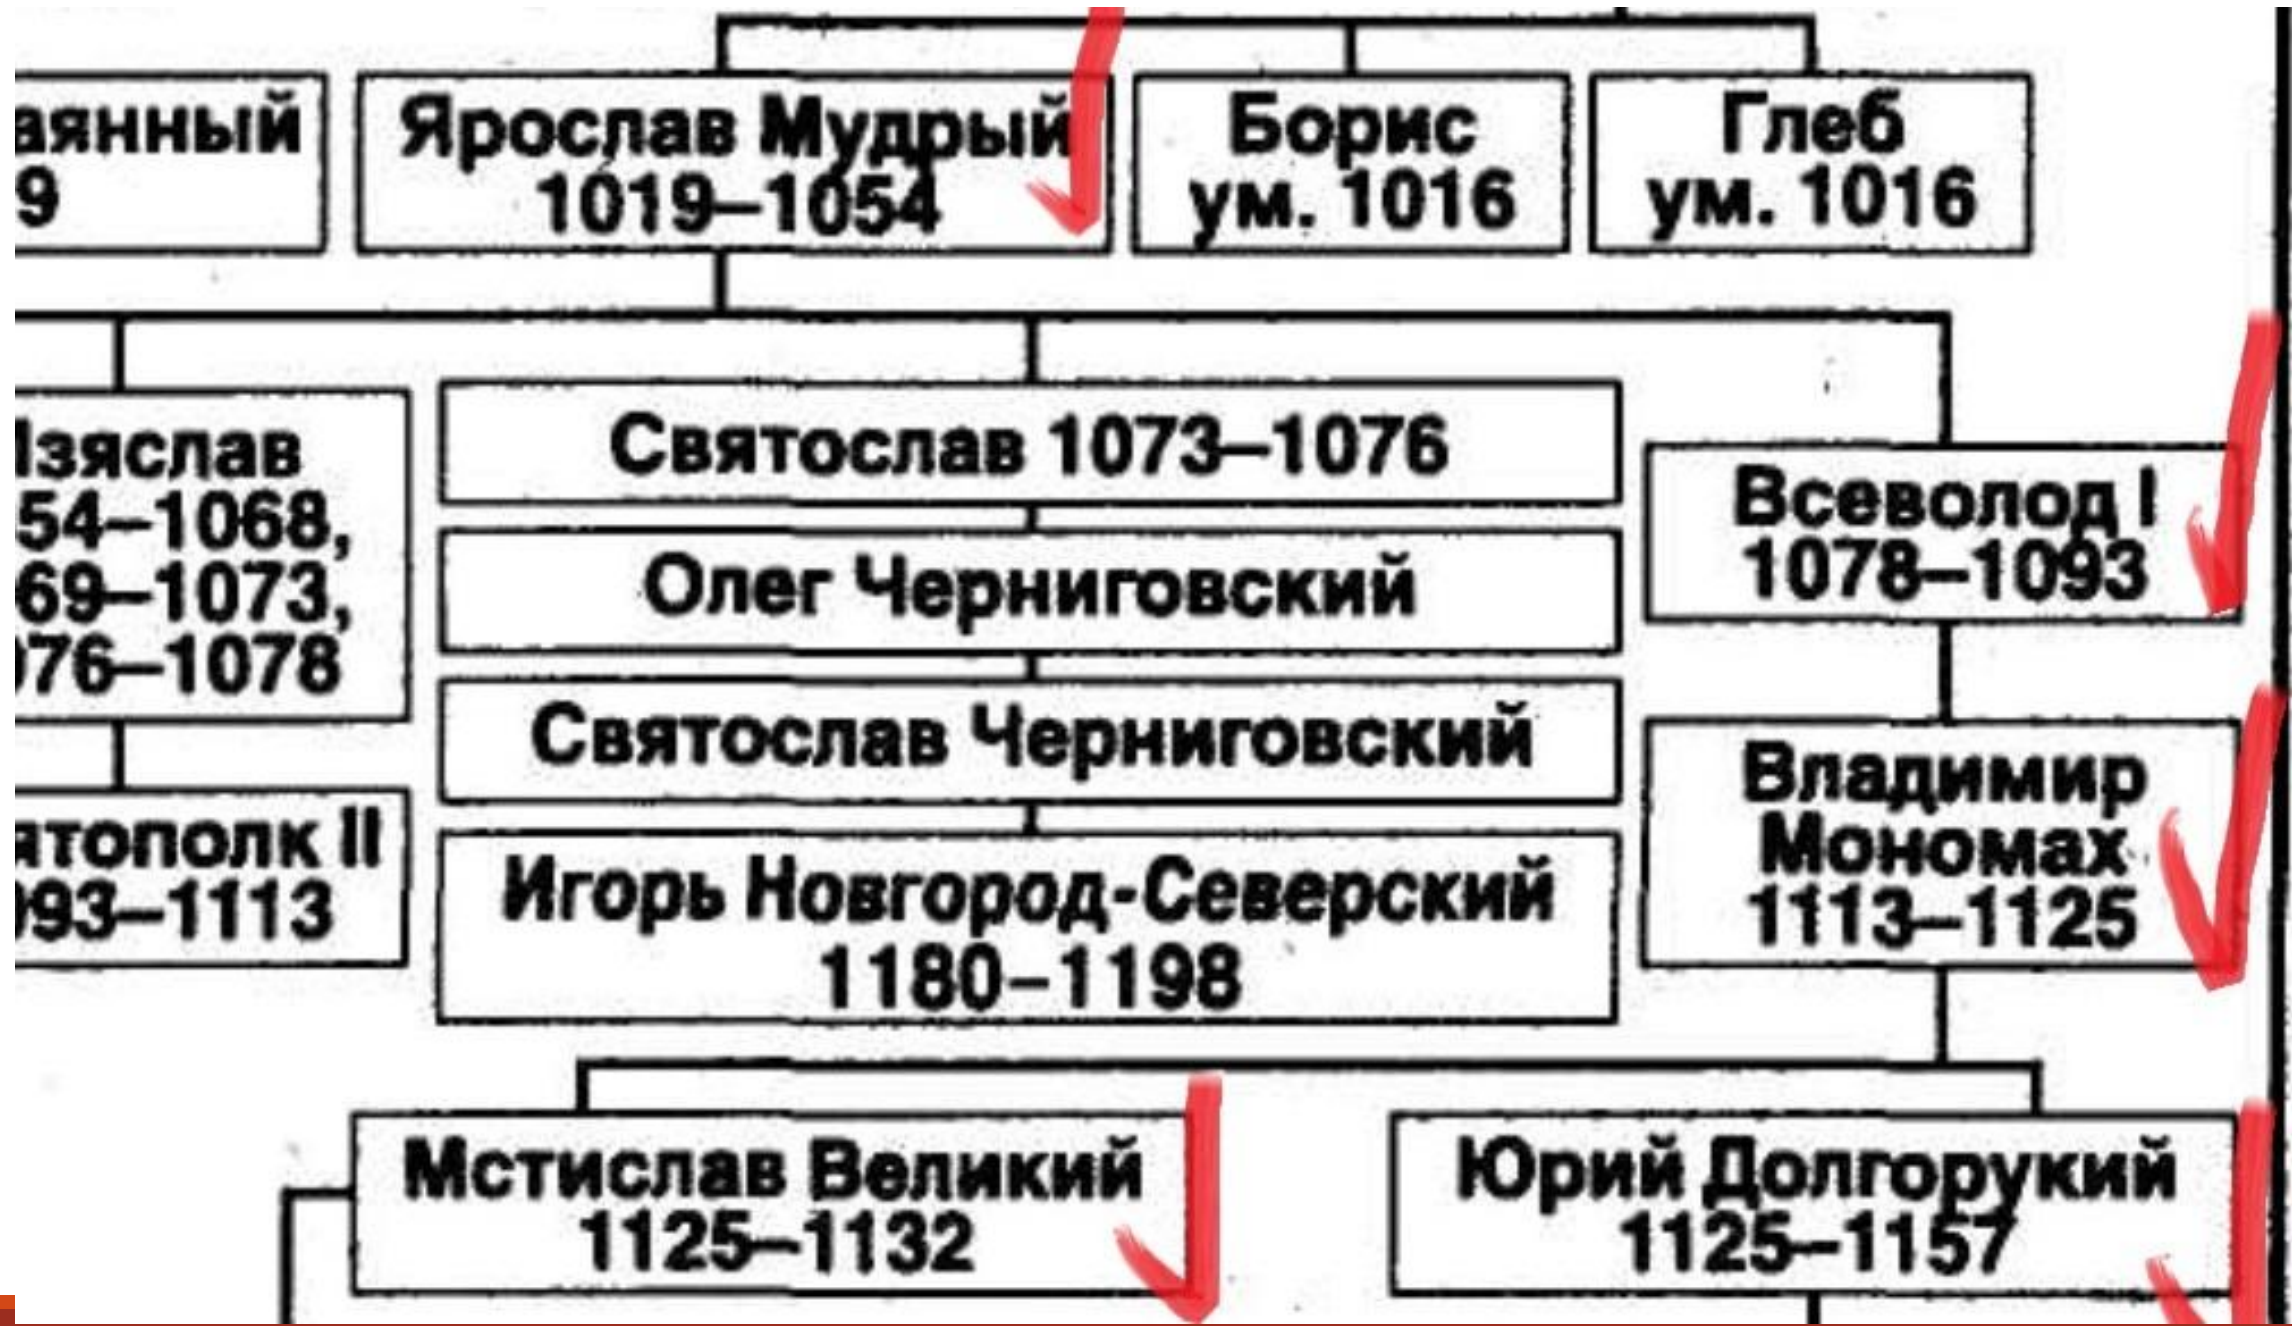 аянный
9
Ярослав Мудрый
1019–1054
Борис
ум. 1016
Глеб
ум. 1016
зяслав
54–1068,
69–1073,
76–1078
Святослав 1073–1076
Олег Черниговский
Святослав Черниговский
Игорь Новгород-Северский
1180–1198
Всеволод I
1078–1093
ятополк II
93–1113
Владимир
Мономах
1113–1125
Мстислав Великий
1125–1132
Юрий Долгорукий
1125–1157